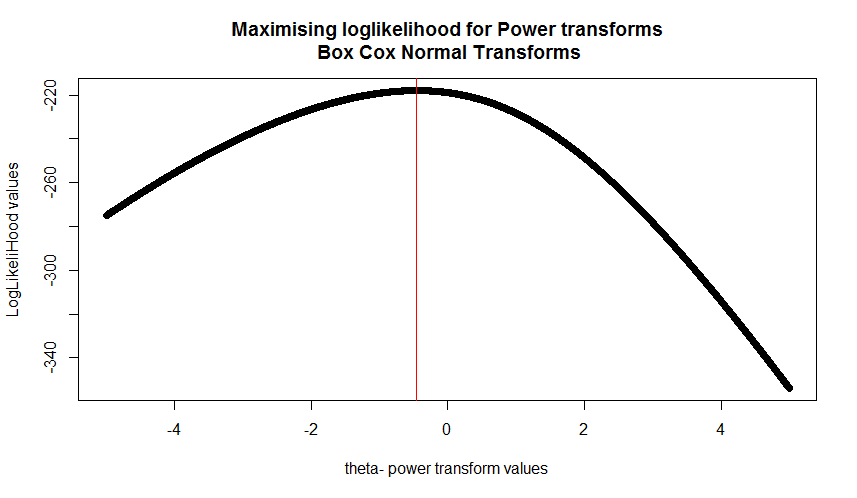 Maximising loglikelihood for Power transforms
Box Cox Normal Transforms
LogLikeliHood values
-220
-260
-300
-340
-4 -2 0 2 4
theta- power transform values